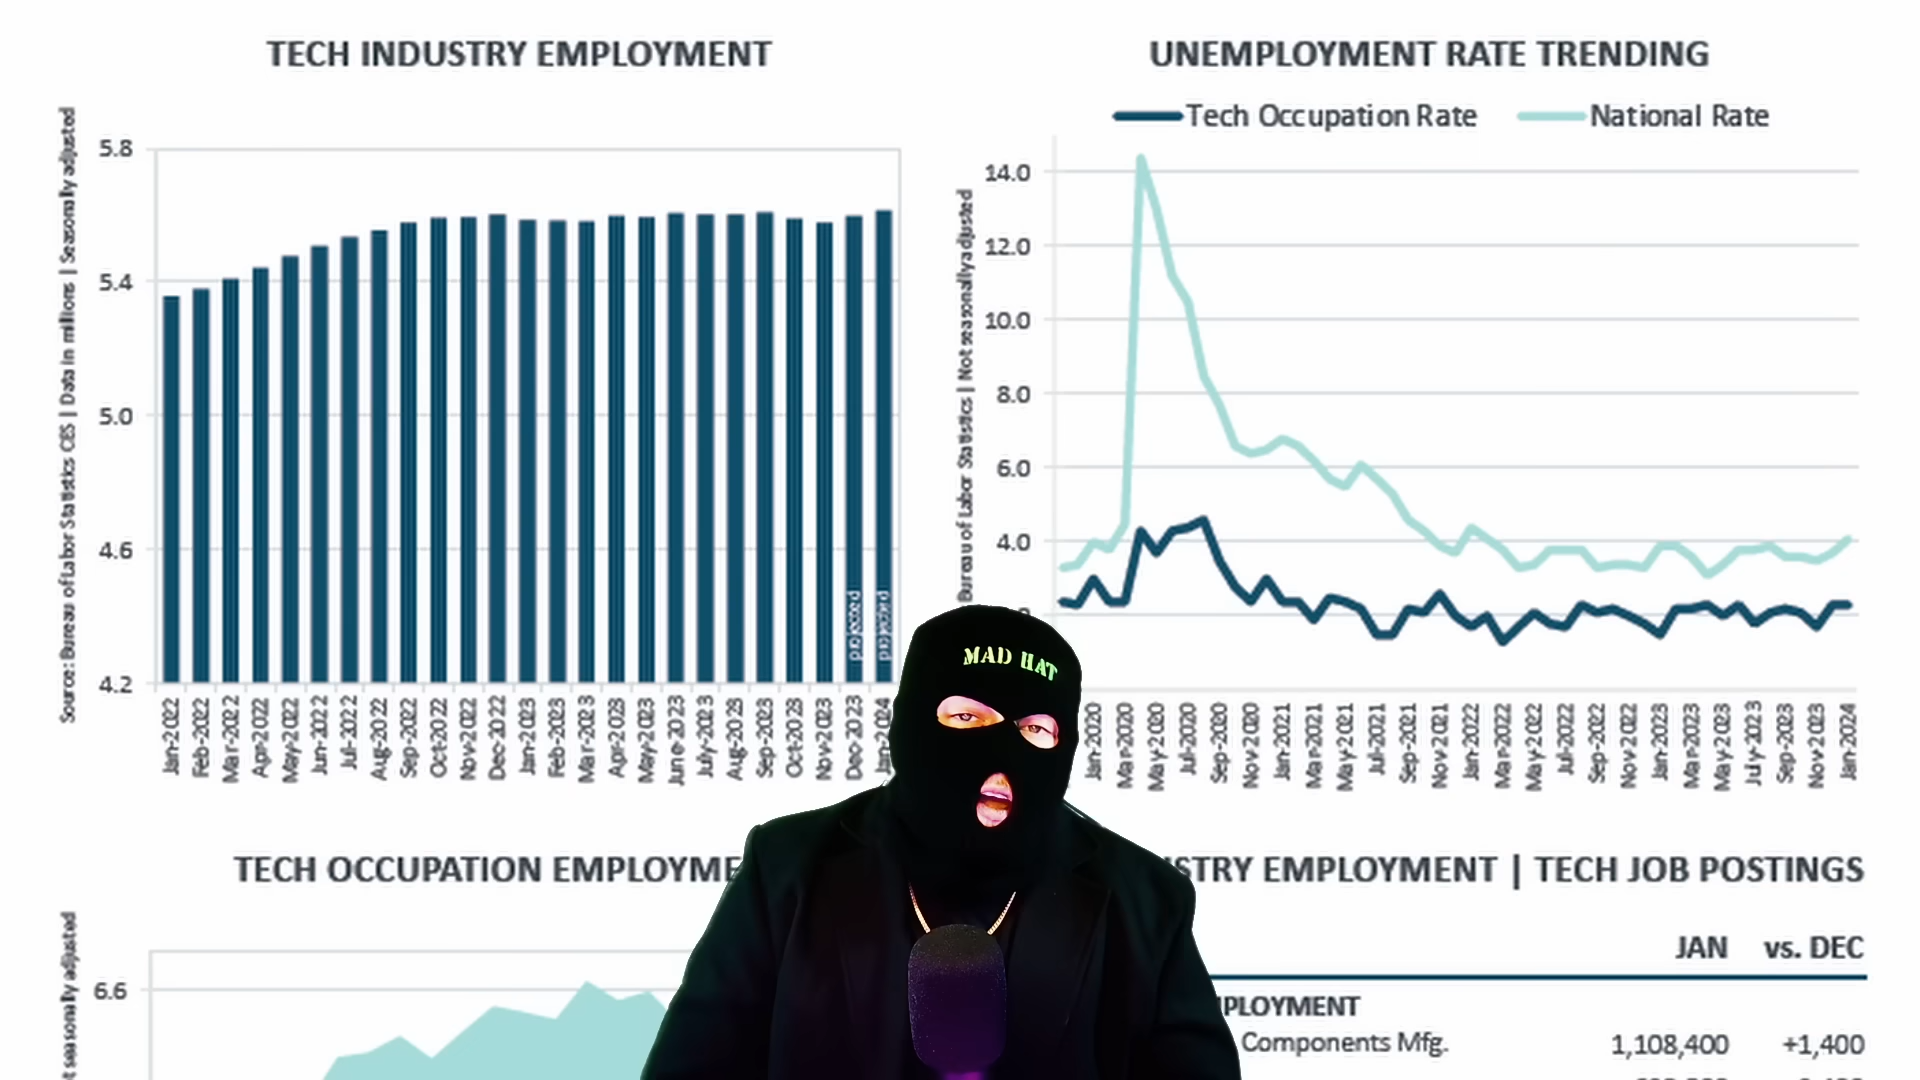 TECH INDUSTRY EMPLOYMENT
Source: Bureau of Labor Statistics CES | Data in millions | Seasonally adjusted
5.8
5.4
5.0
4.6
4.2
projected
projected
Jan-2022
Feb-2022
Mar-2022
Apr-2022
May-2022
Jun-2022
Jul-2022
Aug-2022
Sep-2022
Oct-2022
Nov-2022
Dec-2022
Jan-2023
Feb-2023
Mar-2023
Apr-2023
May-2023
June-2023
July-2023
Aug-2023
Sep-2023
Oct-2023
Nov-2023
Dec-2023
Jan-2024
UNEMPLOYMENT RATE TRENDING
Tech Occupation Rate
National Rate
Bureau of Labor Statistics | Not seasonally adjusted
14.0
12.0
10.0
8.0
6.0
4.0
Jan-2020
Mar-2020
May-2020
Jul-2020
Sep-2020
Nov-2020
Jan-2021
Mar-2021
May-2021
Jul-2021
Sep-2021
Nov-2021
Jan-2022
Mar-2022
May-2022
Jul-2022
Sep-2022
Nov-2022
Jan-2023
Mar-2023
May-2023
July-2023
Sep-2023
Nov-2023
Jan-2024
MAD HAT
TECH OCCUPATION EMPLOYME
seasonally adjusted
6.6
STRY EMPLOYMENT | TECH JOB POSTINGS
JAN vs. DEC
PLOYMENT
Components Mfg. 1,108,400 +1,400